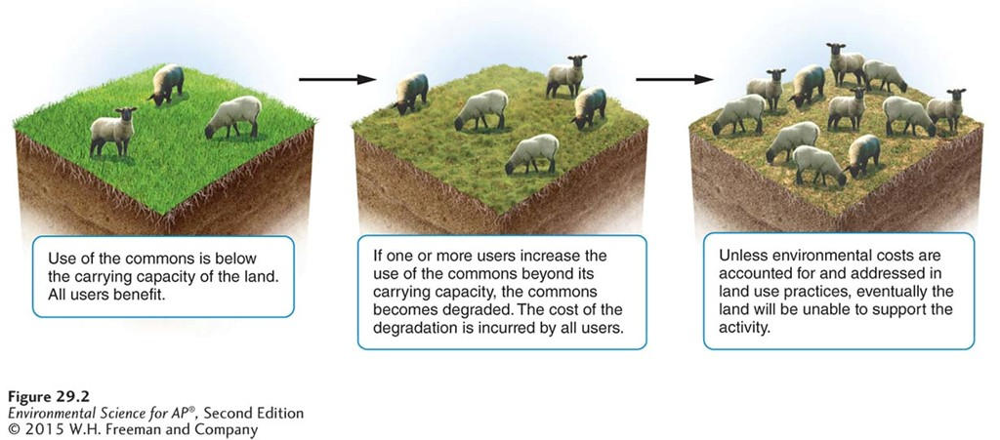 Use of the commons is below
the carrying capacity of the land.
All users benefit.
If one or more users increase the
use of the commons beyond its
carrying capacity, the commons
becomes degraded. The cost of the
degradation is incurred by all users.
Unless environmental costs are
accounted for and addressed in
land use practices, eventually the
land will be unable to support the
activity.
Figure 29.2
Environmental Science for AP®, Second Edition
© 2015 W.H. Freeman and Company